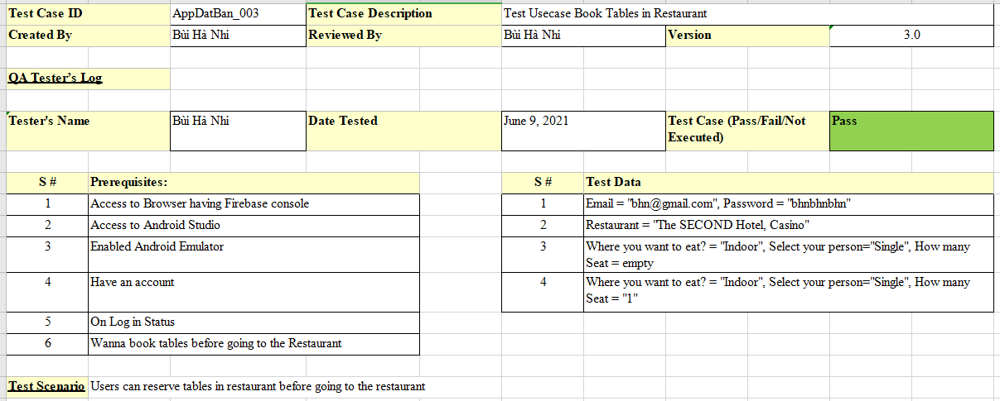 Test Case ID AppDatBan_003 Test Case Description Test Usecase Book Tables in Restaurant
Created By Bùi Hà Nhi Reviewed By Bùi Hà Nhi Version 3.0
QA Tester's Log
Tester's Name Bùi Hà Nhi Date Tested June 9, 2021 Test Case (Pass/Fail/Not Pass
Executed)
S # Prerequisites: S # Test Data
1 Access to Browser having Firebase console 1 Email = "bhn@gmail.com", Password = "bhnbhnbhn"
2 Access to Android Studio 2 Restaurant = "The SECOND Hotel, Casino"
3 Enabled Android Emulator 3 Where you want to eat? = "Indoor", Select your person="Single", How many
Seat = empty
4 Have an account 4 Where you want to eat? = "Indoor", Select your person="Single", How many
Seat = "1"
5 On Log in Status
6 Wanna book tables before going to the Restaurant
Test Scenario Users can reserve tables in restaurant before going to the restaurant